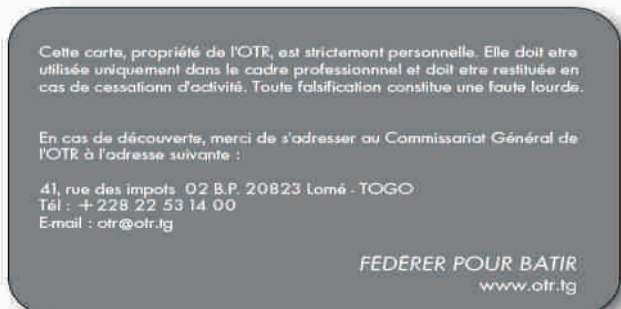 Cette carte, propriété de l'OTR, est strictement personnelle. Elle doit etre
utilisée uniquement dans le cadre professionnnel et doit etre restituée en
cas de cessationn d'activité. Toute falsification constitue une faute lourde.
En cas de découverte, merci de s'adresser au Commissariat Général de
l'OTR à l'adresse suivante :
41, rue des impots 02 B.P. 20823 Lomé - TOGO
Tél : + 228 22 53 14 00
E-mail : otr@otr.tg
FEDERER POUR BATIR
www.otr.tg